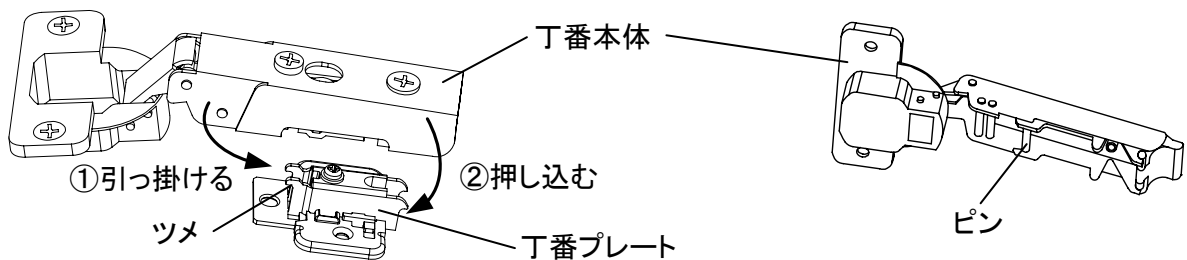 丁番本体
①引っ掛ける
②押し込む
ツメ
丁番プレート
ピン